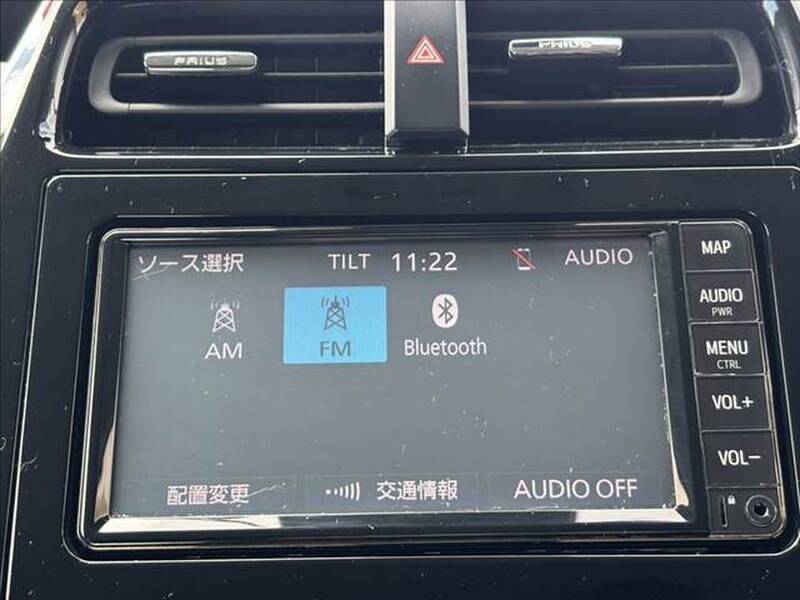 PRIUS
PRIUS
ソース選択 TILT 11:22 AUDIO
AM
FM
Bluetooth
配置変更 交通情報 AUDIO OFF
MAP
AUDIO
PWR
MENU
CTRL
VOL+
VOL−